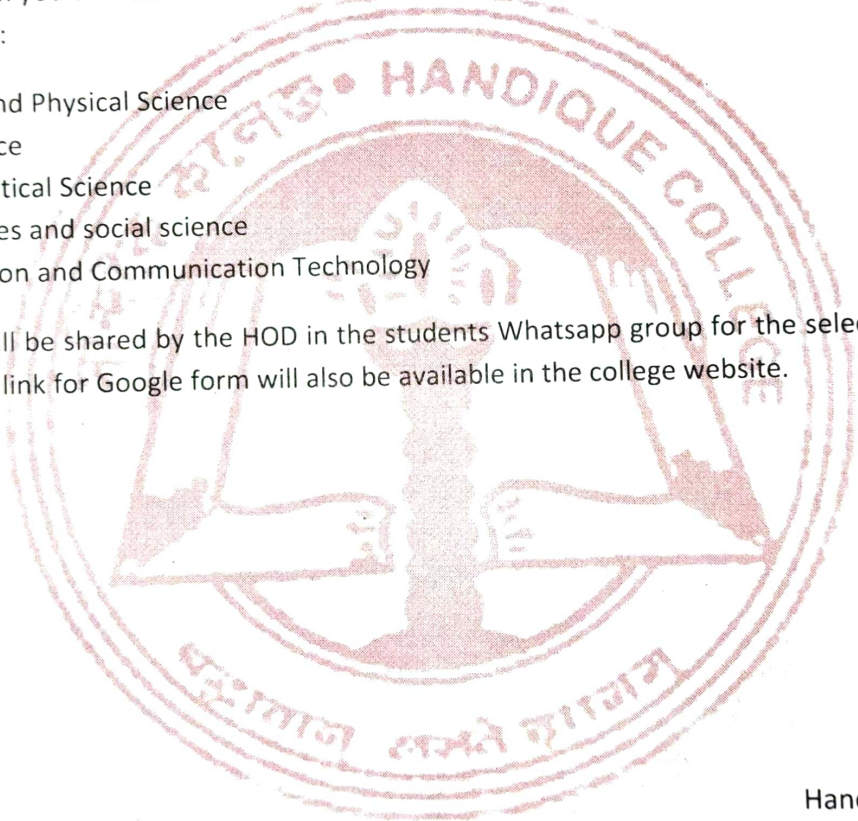 :
nd Physical Science
ce
tical Science
es and social science
on and Communication Technology
ll be shared by the HOD in the students Whatsapp group for the selec
link for Google form will also be available in the college website.
HANDIQUE COLLEGE
Hand